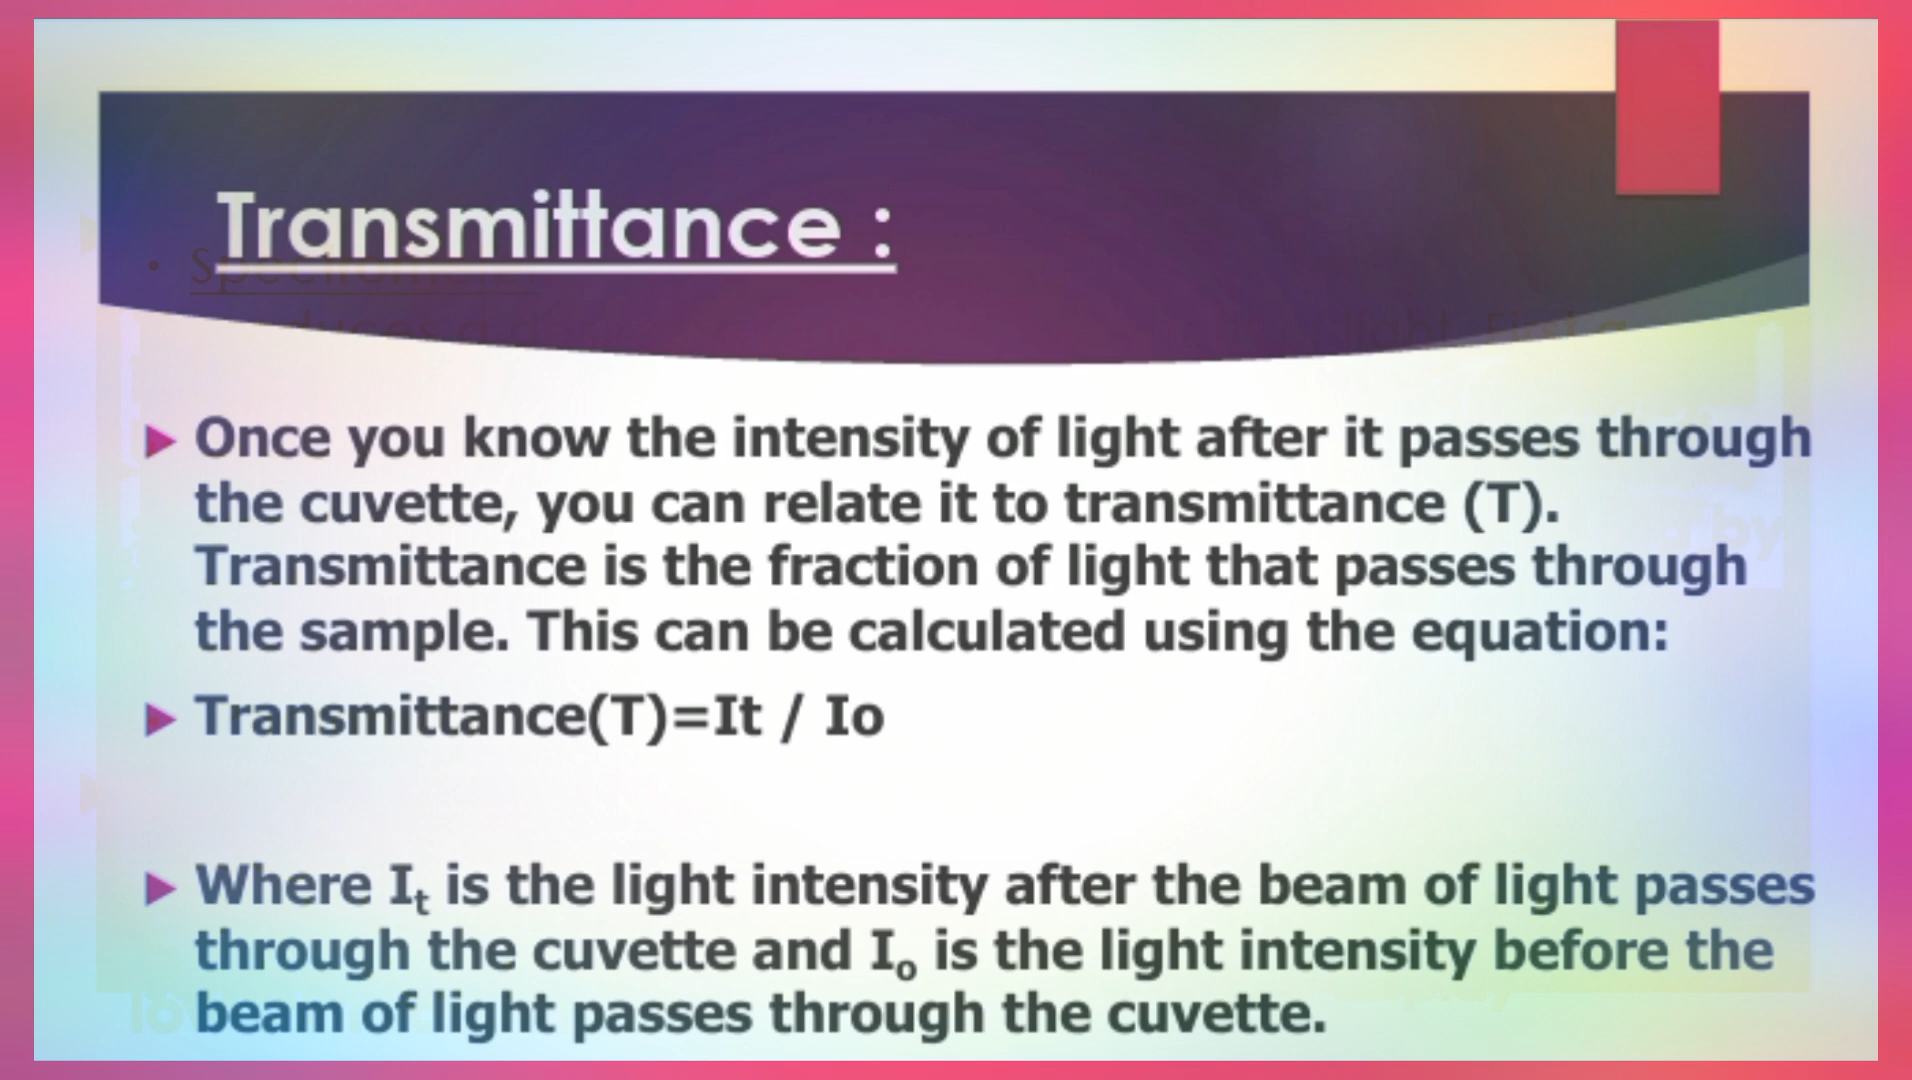 Transmittance :
Once you know the intensity of light after it passes through
the cuvette, you can relate it to transmittance (T).
Transmittance is the fraction of light that passes through
the sample. This can be calculated using the equation:
Transmittance(T)=It / Io
Where It is the light intensity after the beam of light passes
through the cuvette and Io is the light intensity before the
beam of light passes through the cuvette.